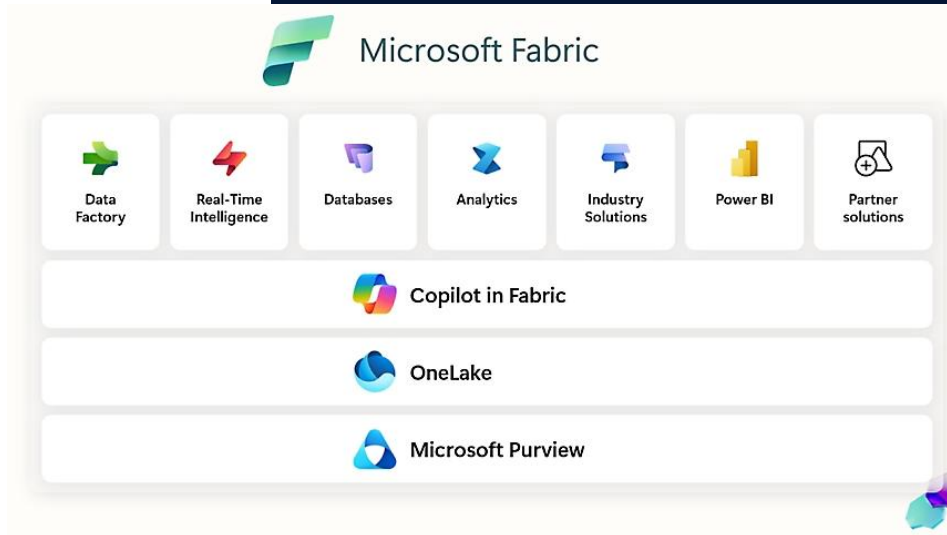 Microsoft Fabric
Data
Factory
Real-Time
Intelligence
Databases
Analytics
Industry
Solutions
Power BI
Partner
solutions
Copilot in Fabric
OneLake
Microsoft Purview